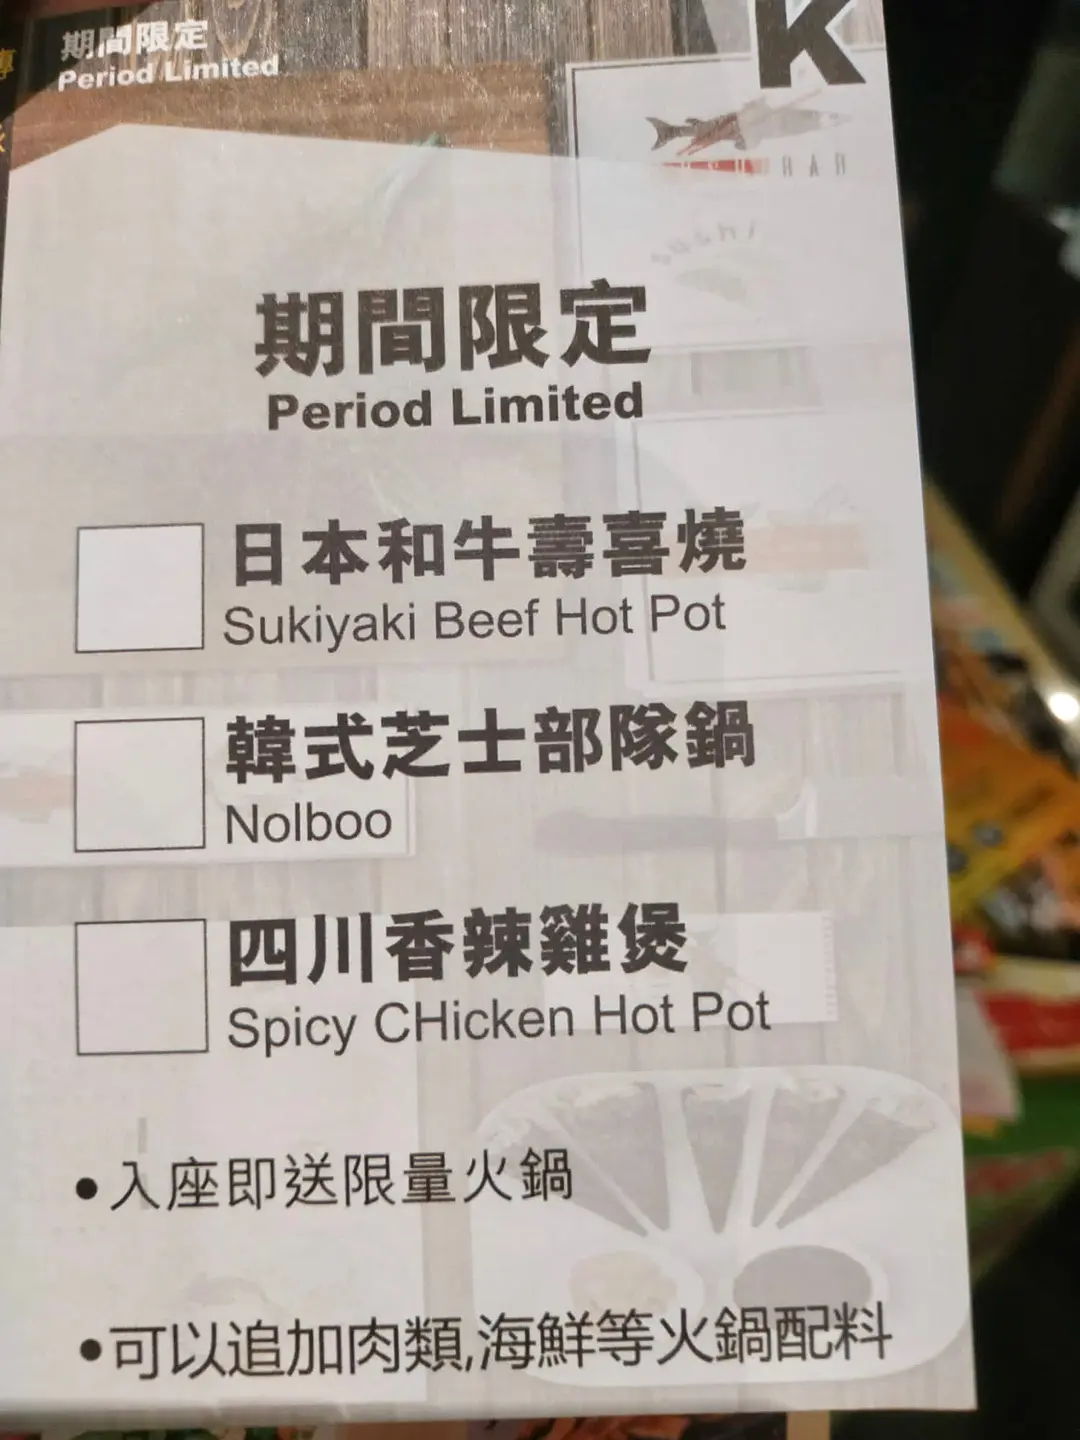 期間限定
Period Limited
K
期間限定
Period Limited
日本和牛壽喜燒
Sukiyaki Beef Hot Pot
韓式芝士部隊鍋
Nolboo
四川香辣雞煲
Spicy CHicken Hot Pot
•入座即送限量火鍋
•可以追加肉類,海鮮等火鍋配料